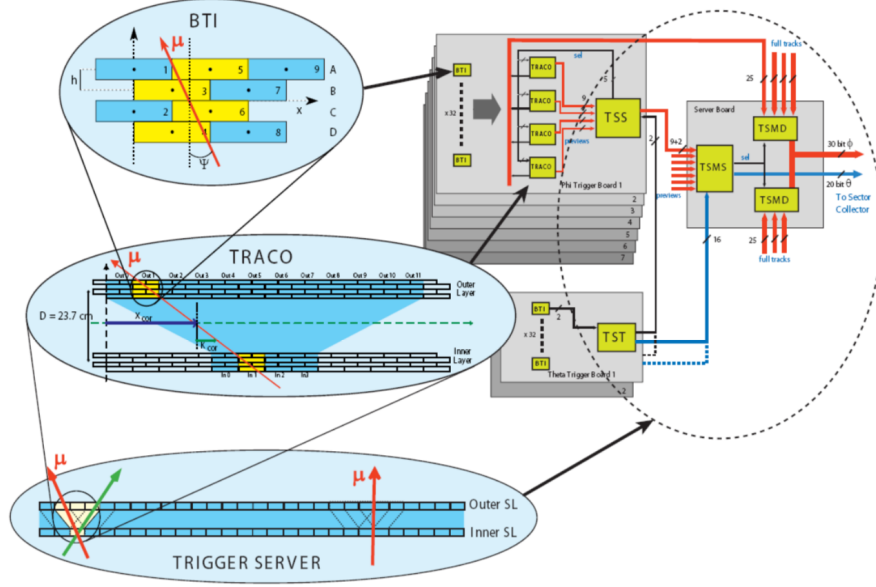 BTI
μ
h
1
5
9
A
3
7
B
2
6
C
x
4
8
D
Ψ
TRACO
μ
Out 1
Out 2
Out 3
Out 4
Out 5
Out 6
Out 7
Out 8
Out 9
Out 10
Out 11
Outer
Layer
D = 23.7 cm
X cor
K cor
Inner
Layer
In 0
In 1
In 2
In 3
μ
μ
Outer SL
Inner SL
TRIGGER SERVER
BTI
x 32
BTI
TRACO
TRACO
TRACO
TRACO
sel
5
9
previews
TSS
Phi Trigger Board 1
2
3
4
5
6
7
2
9+2
previews
full tracks
25
Server Board
TSMD
TSMS
sel
TSMD
30 bit ϕ
20 bit θ
To Sector
Collector
16
25
full tracks
BTI
2
x 32
BTI
TST
Theta Trigger Board 1
2